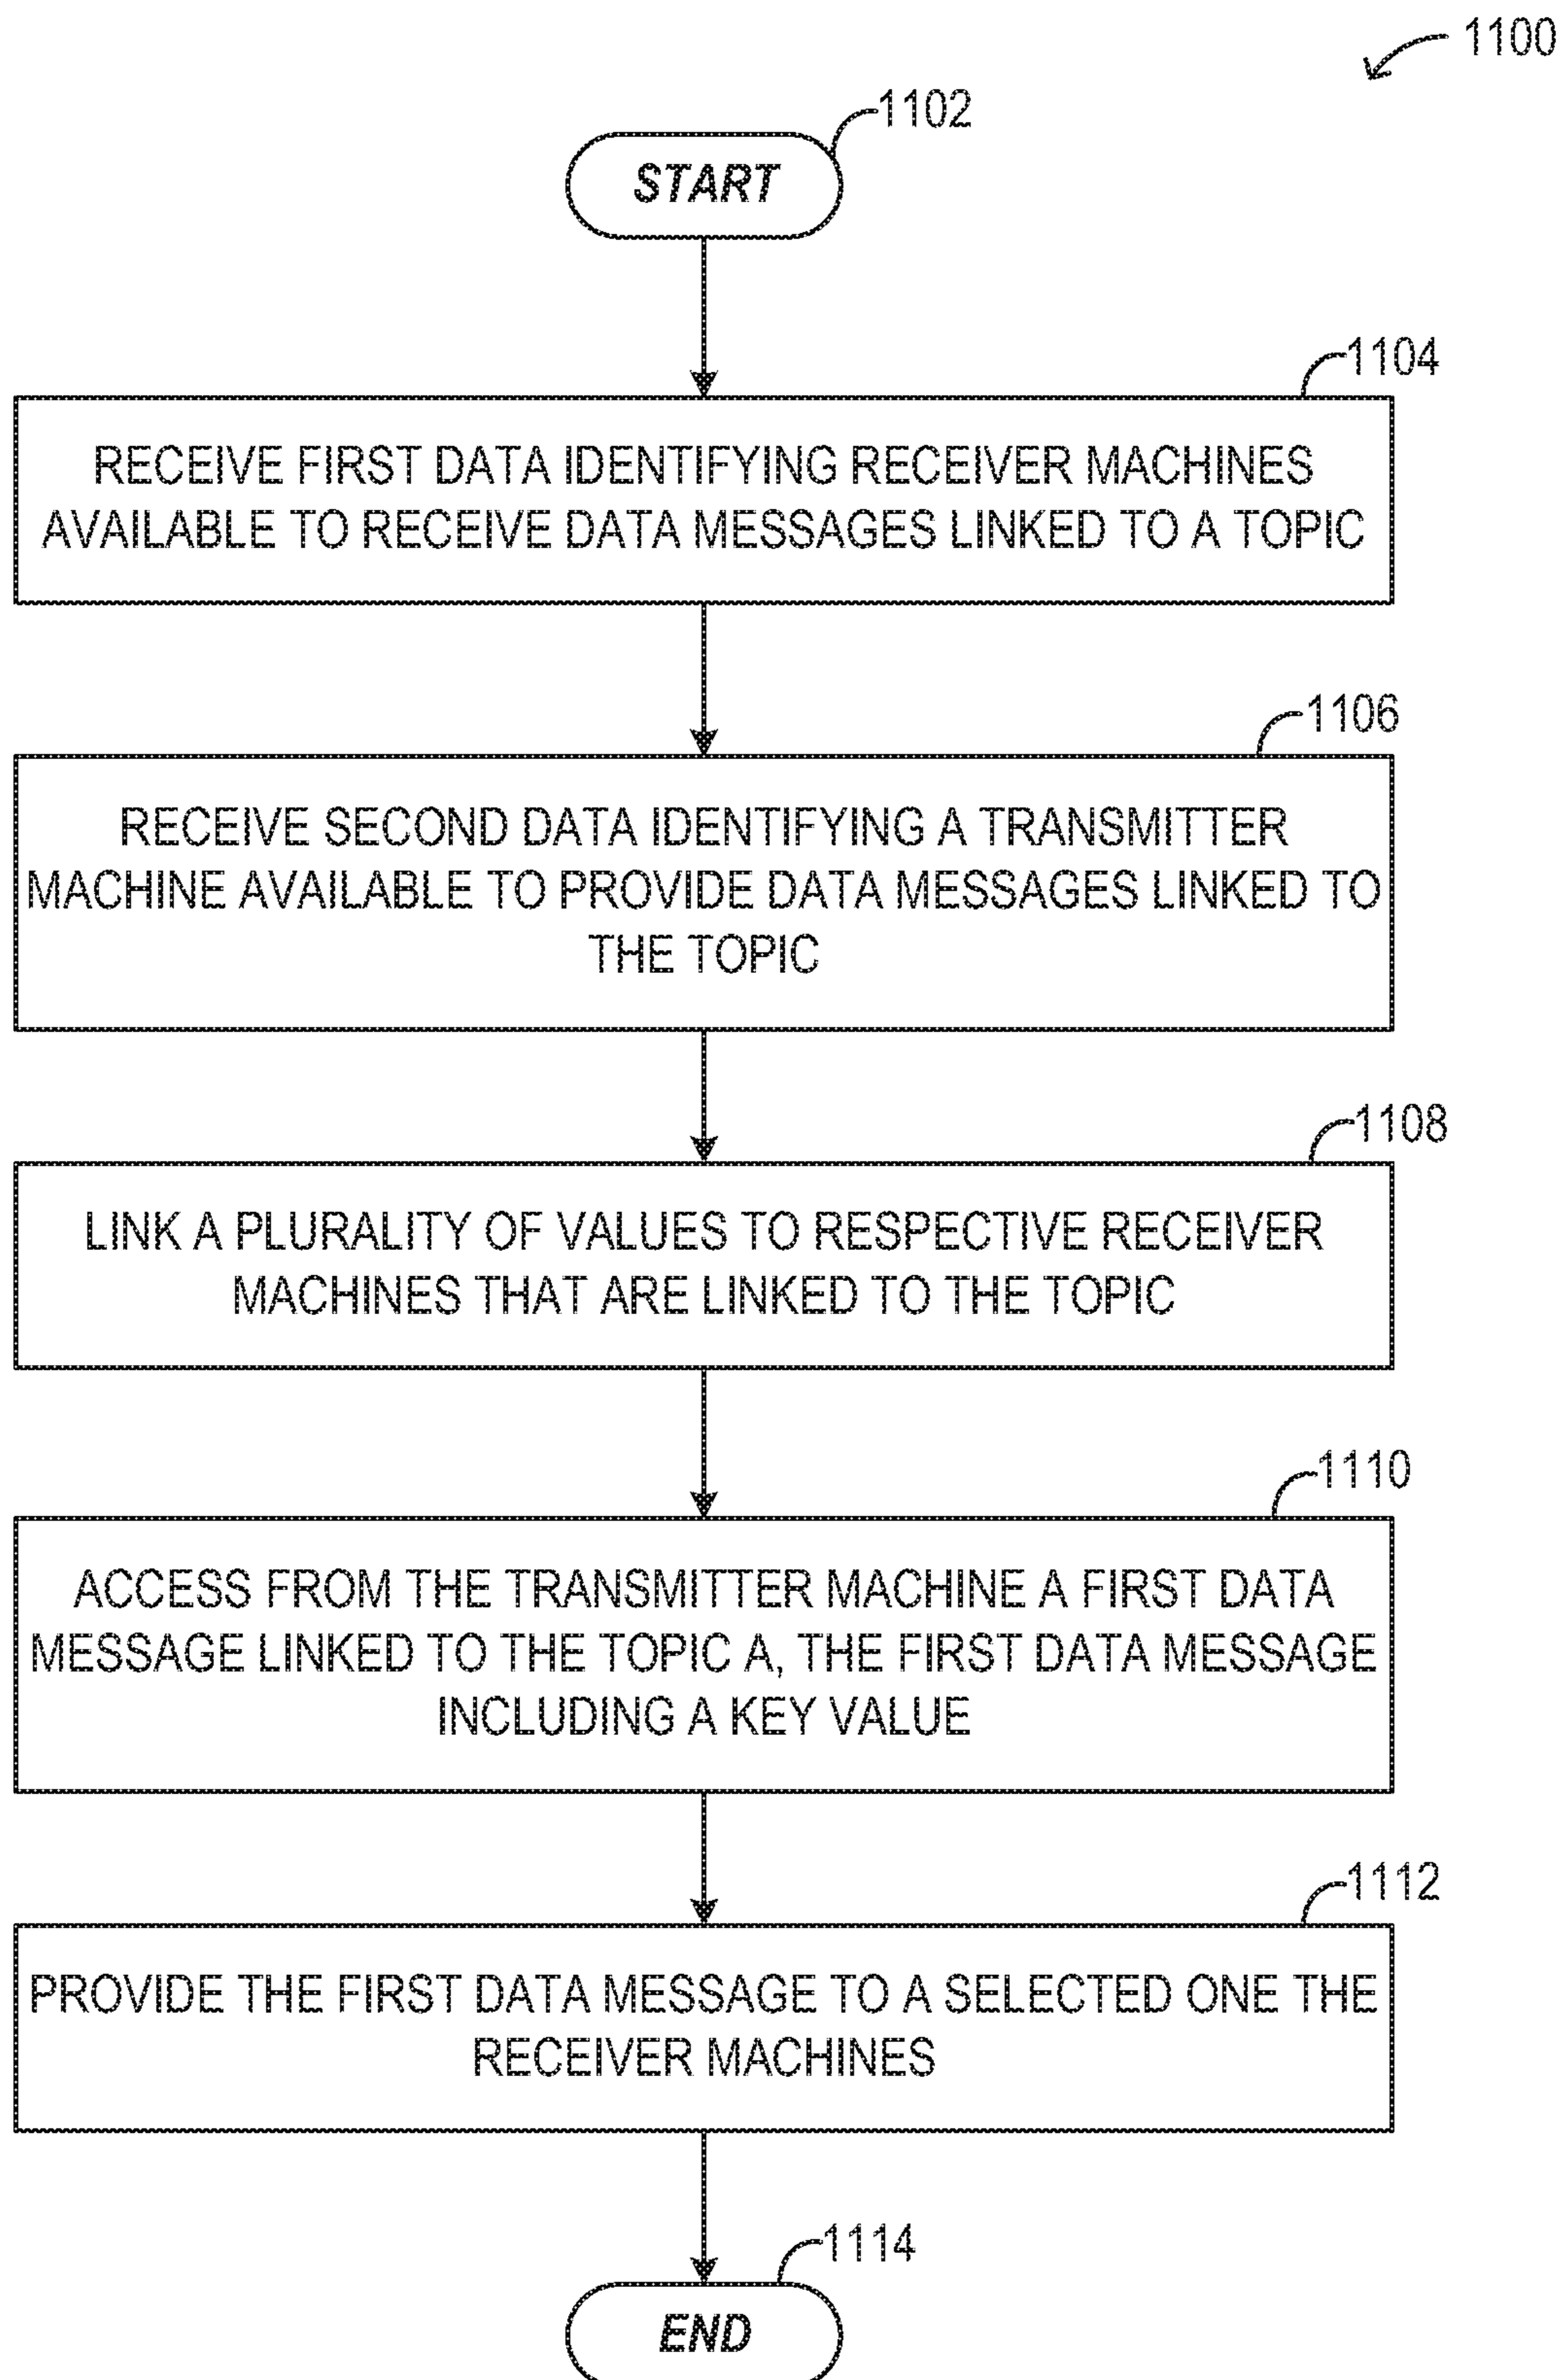 1100
1102
START
1104
RECEIVE FIRST DATA IDENTIFYING RECEIVER MACHINES
AVAILABLE TO RECEIVE DATA MESSAGES LINKED TO A TOPIC
1106
RECEIVE SECOND DATA IDENTIFYING A TRANSMITTER
MACHINE AVAILABLE TO PROVIDE DATA MESSAGES LINKED TO
THE TOPIC
1108
LINK A PLURALITY OF VALUES TO RESPECTIVE RECEIVER
MACHINES THAT ARE LINKED TO THE TOPIC
1110
ACCESS FROM THE TRANSMITTER MACHINE A FIRST DATA
MESSAGE LINKED TO THE TOPIC A, THE FIRST DATA MESSAGE
INCLUDING A KEY VALUE
1112
PROVIDE THE FIRST DATA MESSAGE TO A SELECTED ONE THE
RECEIVER MACHINES
1114
END